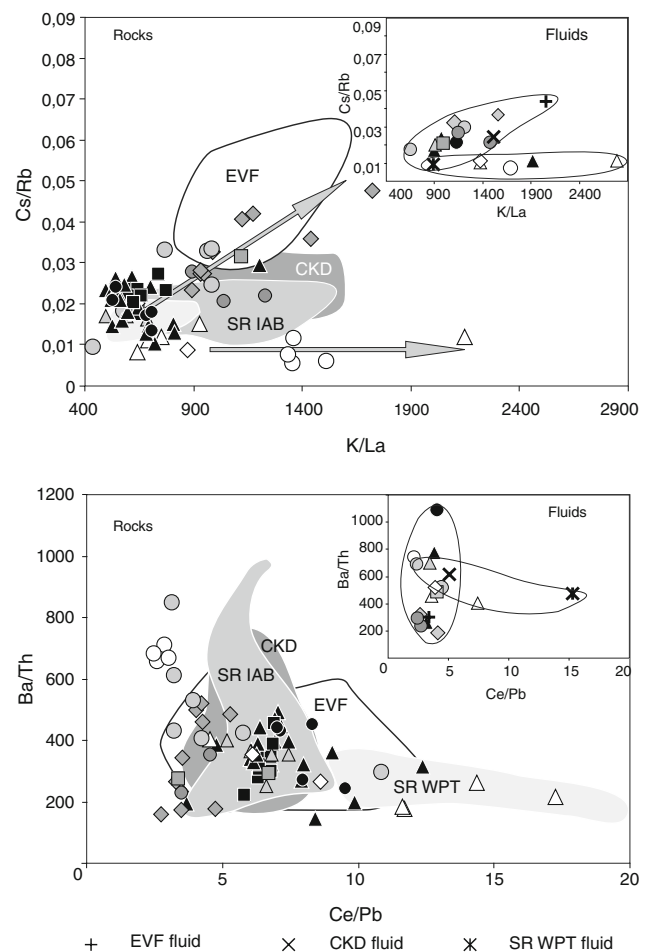 0,09
0,08
0,07
0,06
0,05
0,04
0,03
0,02
0,01
0
Cs/Rb
Rocks
EVF
CKD
SR IAB
400 900 1400 1900 2400 2900
K/La
Fluids
0,09
0,07
0,05
0,03
0,01
Cs/Rb
400 900 1400 1900 2400
K/La
1200
1000
800
600
400
200
0
Ba/Th
Rocks
CKD
SR IAB
EVF
SR WPT
5 10 15 20
Ce/Pb
Fluids
1000
800
600
400
200
Ba/Th
0 5 10 15 20
Ce/Pb
EVF fluid CKD fluid SR WPT fluid